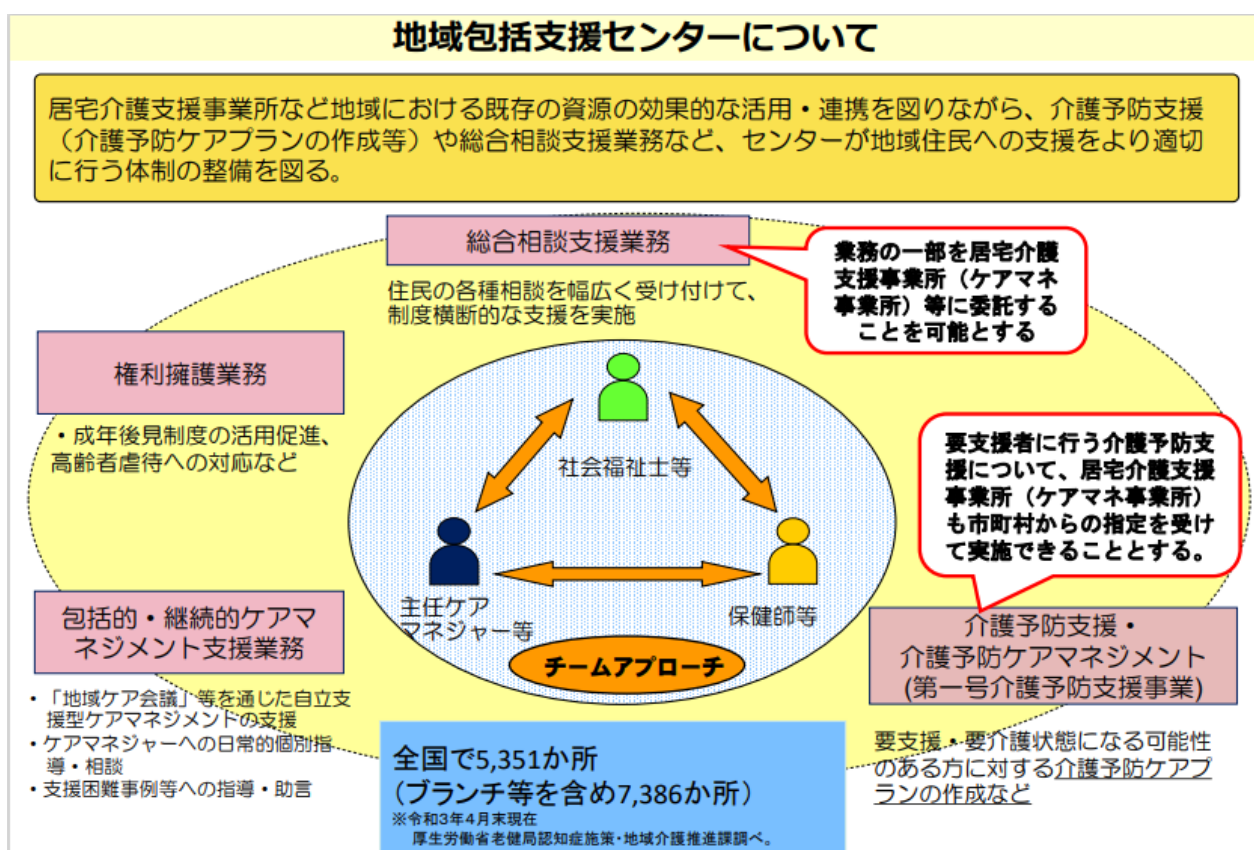 地域包括支援センターについて
居宅介護支援事業所など地域における既存の資源の効果的な活用・連携を図りながら、介護予防支援
（介護予防ケアプランの作成等）や総合相談支援業務など、センターが地域住民への支援をより適切
に行う体制の整備を図る。
総合相談支援業務
住民の各種相談を幅広く受け付けて、
制度横断的な支援を実施
業務の一部を居宅介護
支援事業所（ケアマネ
事業所）等に委託する
ことを可能とする
権利擁護業務
・成年後見制度の活用促進、
高齢者虐待への対応など
社会福祉士等
主任ケア
マネジャー等
保健師等
チームアプローチ
要支援者に行う介護予防支
援について、居宅介護支援
事業所（ケアマネ事業所）
も市町村からの指定を受け
て実施できることとする。
包括的・継続的ケアマ
ネジメント支援業務
・「地域ケア会議」等を通じた自立支
援型ケアマネジメントの支援
・ケアマネジャーへの日常的個別指
導・相談
・支援困難事例等への指導・助言
介護予防支援・
介護予防ケアマネジメント
(第一号介護予防支援事業)
要支援・要介護状態になる可能性
のある方に対する介護予防ケアプ
ランの作成など
全国で5,351か所
（ブランチ等を含め7,386か所）
※令和3年4月末現在
厚生労働省老健局認知症施策・地域介護推進課調べ。